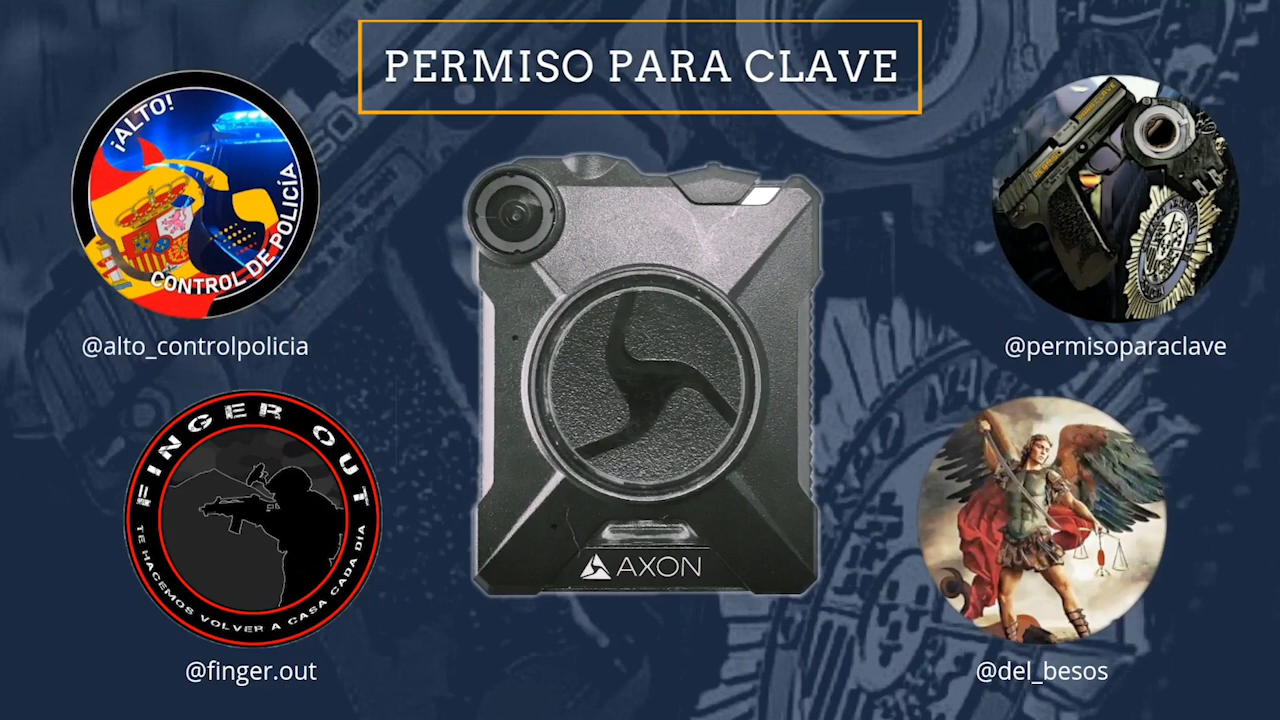 PERMISO PARA CLAVE
¡ALTO!
CONTROL DE POLICÍA
@alto_controlpolicia
@permisoparaclave
FINGER OUT
TE HACEMOS VOLVER A CASA CADA DÍA
@finger.out
AXON
@del_besos